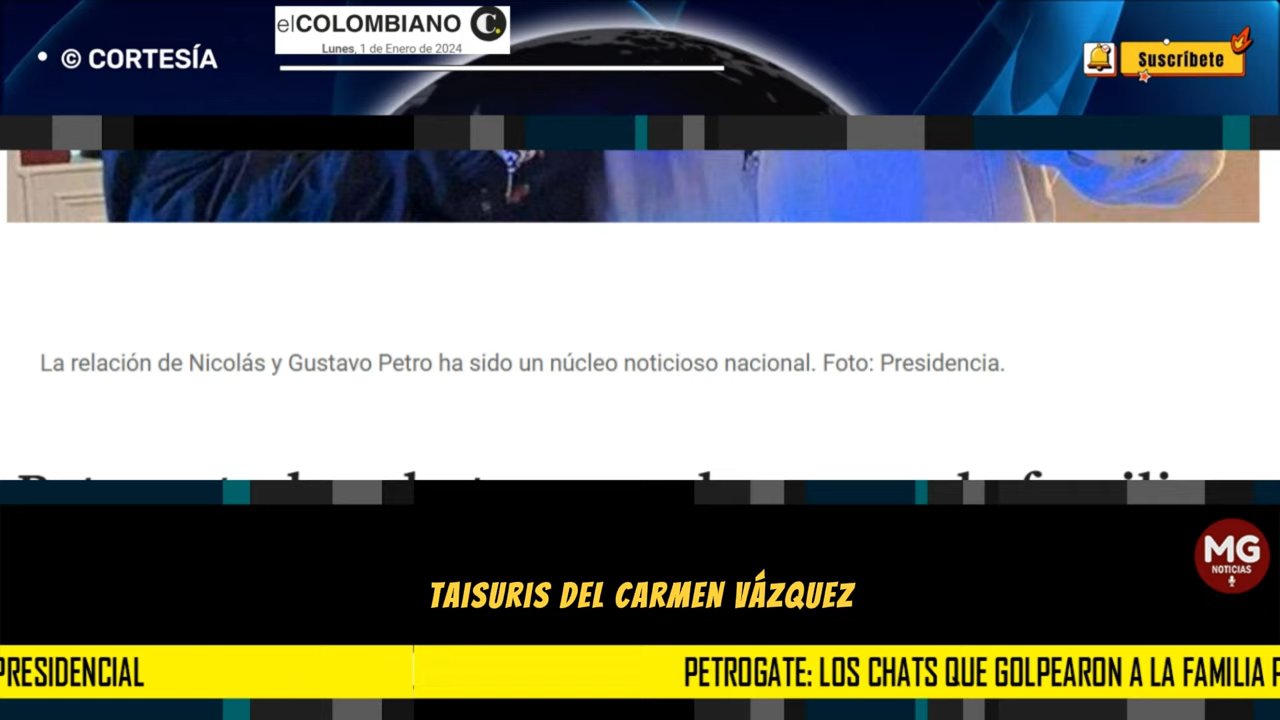 elCOLOMBIANO C.
Lunes, 1 de Enero de 2024
• © CORTESÍA
Suscríbete
La relación de Nicolás y Gustavo Petro ha sido un núcleo noticioso nacional. Foto: Presidencia.
MG
NOTICIAS
TAISURIS DEL CARMEN VÁZQUEZ
PRESIDENCIAL
PETROGATE: LOS CHATS QUE GOLPEARON A LA FAMILIA P